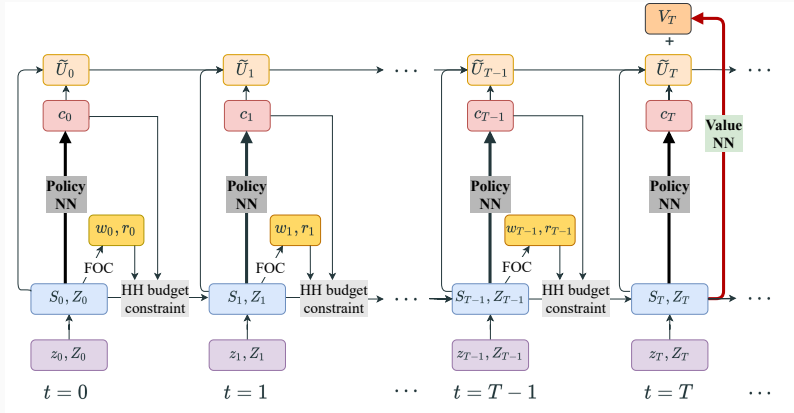 V_T
+
Ũ_0 Ũ_1 ··· Ũ_{T−1} Ũ_T ···
c_0 c_1 c_{T−1} c_T
Value
NN
Policy
NN
Policy
NN
Policy
NN
Policy
NN
w_0, r_0 w_1, r_1 w_{T−1}, r_{T−1}
FOC FOC FOC
S_0, Z_0
HH budget
constraint
S_1, Z_1
HH budget
constraint
···
S_{T−1}, Z_{T−1}
HH budget
constraint
S_T, Z_T
···
z_0, Z_0 z_1, Z_1 z_{T−1}, Z_{T−1} z_T, Z_T
t = 0 t = 1 ··· t = T − 1 t = T ···